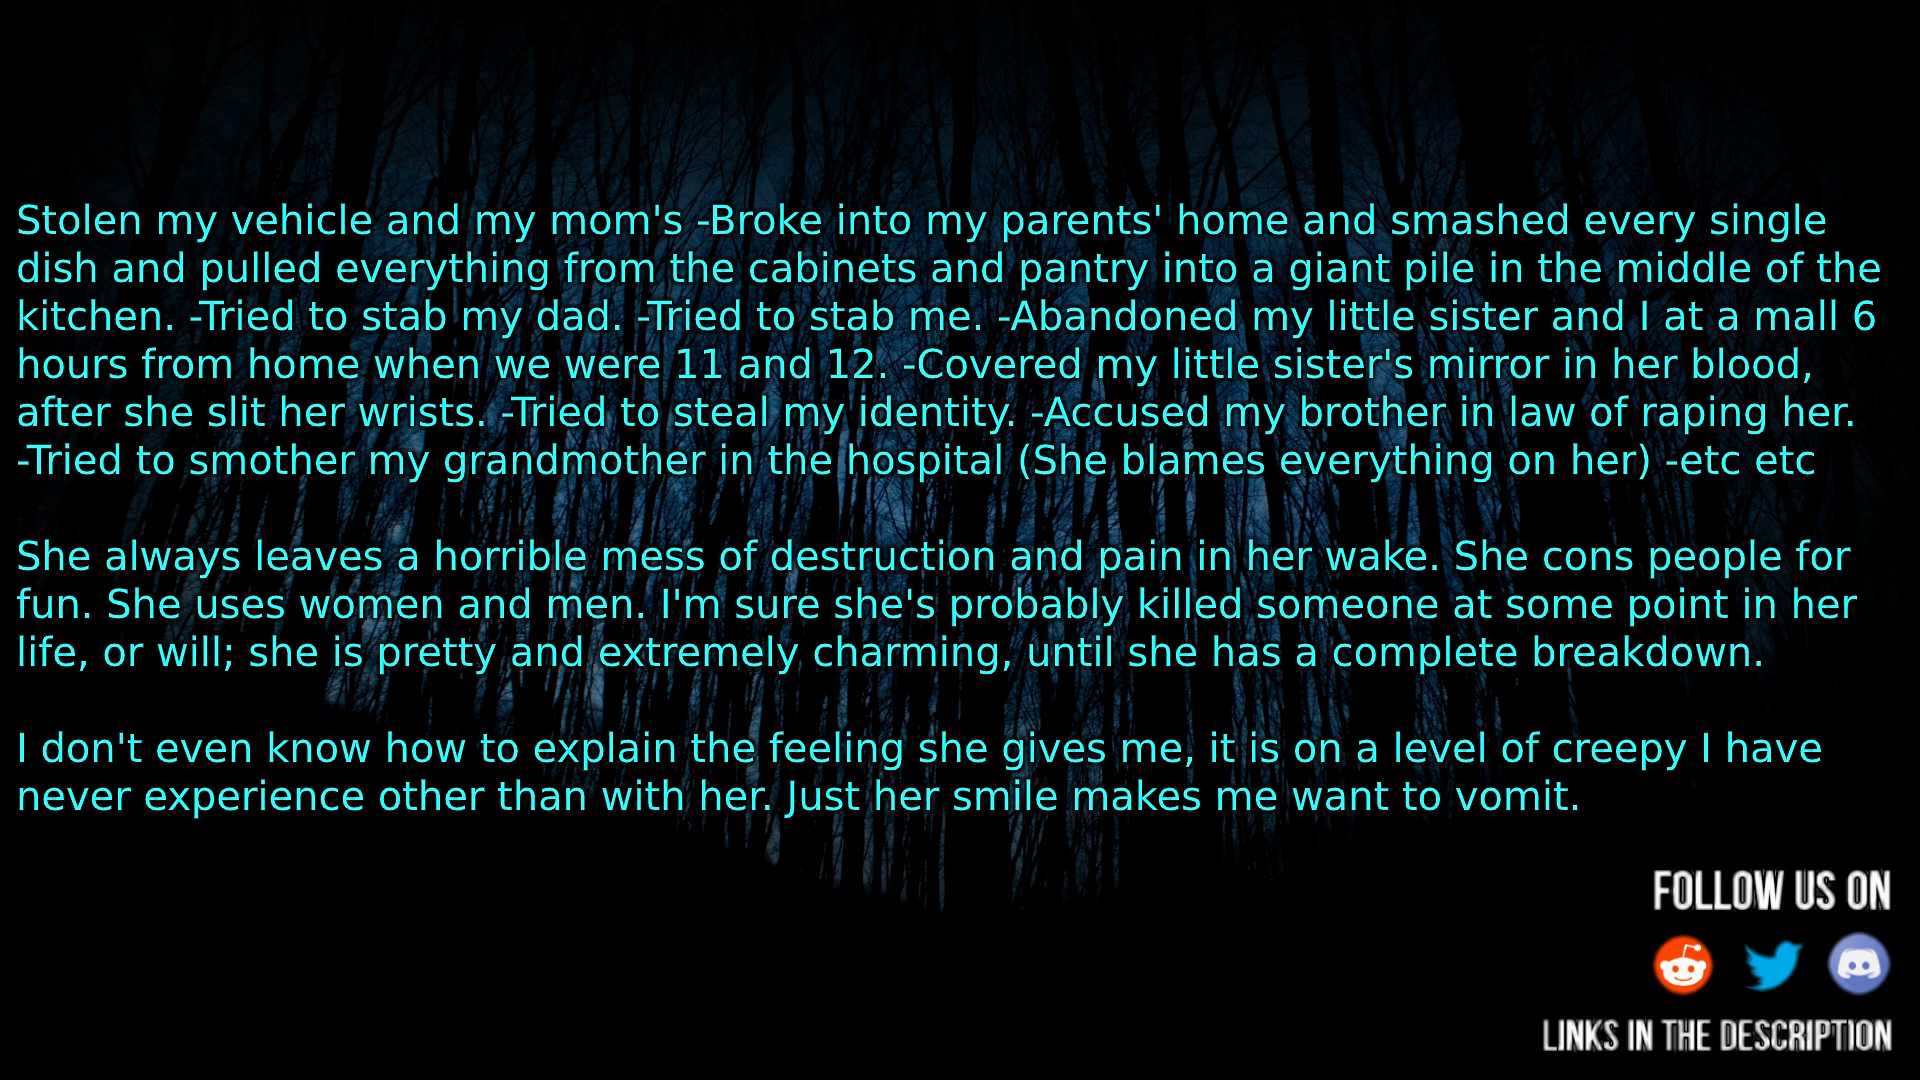 Stolen my vehicle and my mom's -Broke into my parents' home and smashed every single
dish and pulled everything from the cabinets and pantry into a giant pile in the middle of the
kitchen. -Tried to stab my dad. -Tried to stab me. -Abandoned my little sister and I at a mall 6
hours from home when we were 11 and 12. -Covered my little sister's mirror in her blood,
after she slit her wrists. -Tried to steal my identity. -Accused my brother in law of raping her.
-Tried to smother my grandmother in the hospital (She blames everything on her) -etc etc
She always leaves a horrible mess of destruction and pain in her wake. She cons people for
fun. She uses women and men. I'm sure she's probably killed someone at some point in her
life, or will; she is pretty and extremely charming, until she has a complete breakdown.
I don't even know how to explain the feeling she gives me, it is on a level of creepy I have
never experience other than with her. Just her smile makes me want to vomit.
FOLLOW US ON
LINKS IN THE DESCRIPTION